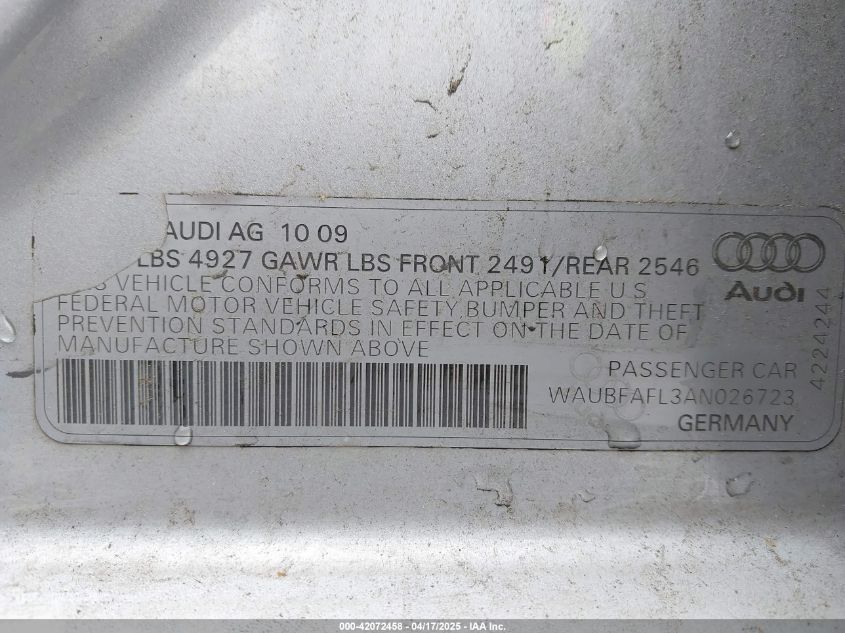 AUDI AG 10 09
LBS 4927 GAWR LBS FRONT 2491/REAR 2546
VEHICLE CONFORMS TO ALL APPLICABLE U S
FEDERAL MOTOR VEHICLE SAFETY BUMPER AND THEFT
PREVENTION STANDARDS IN EFFECT ON THE DATE OF
MANUFACTURE SHOWN ABOVE
Audi
PASSENGER CAR
WAUBFAFL3AN026723
GERMANY
4224244
000-42072458 - 04/17/2025 - IAA Inc.